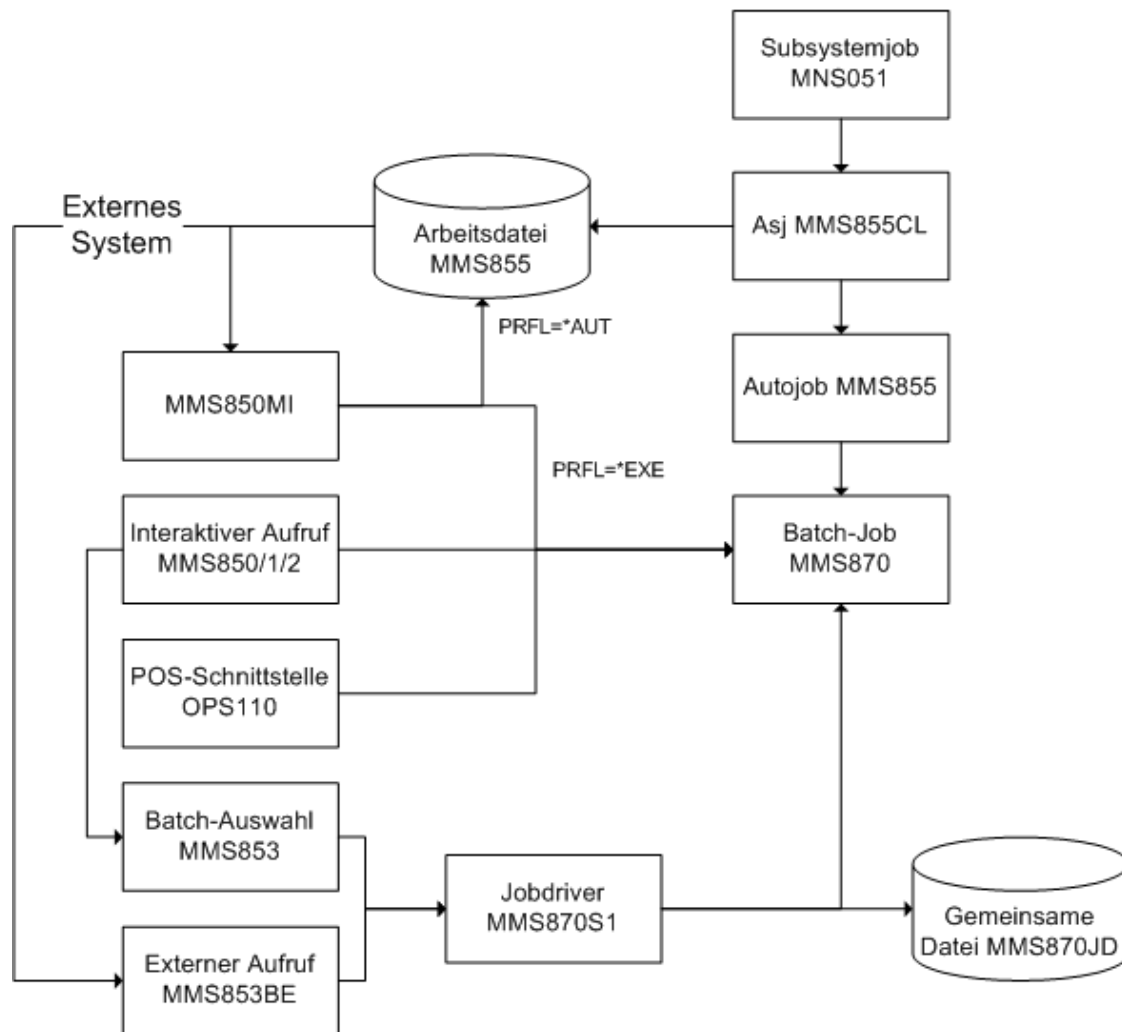 Subsystemjob
MNS051
Externes
System
Arbeitsdatei
MMS855
Asj MMS855CL
PRFL=*AUT
MMS850MI
Autojob MMS855
PRFL=*EXE
Interaktiver Aufruf
MMS850/1/2
Batch-Job
MMS870
POS-Schnittstelle
OPS110
Batch-Auswahl
MMS853
Jobdriver
MMS870S1
Gemeinsame
Datei MMS870JD
Externer Aufruf
MMS853BE